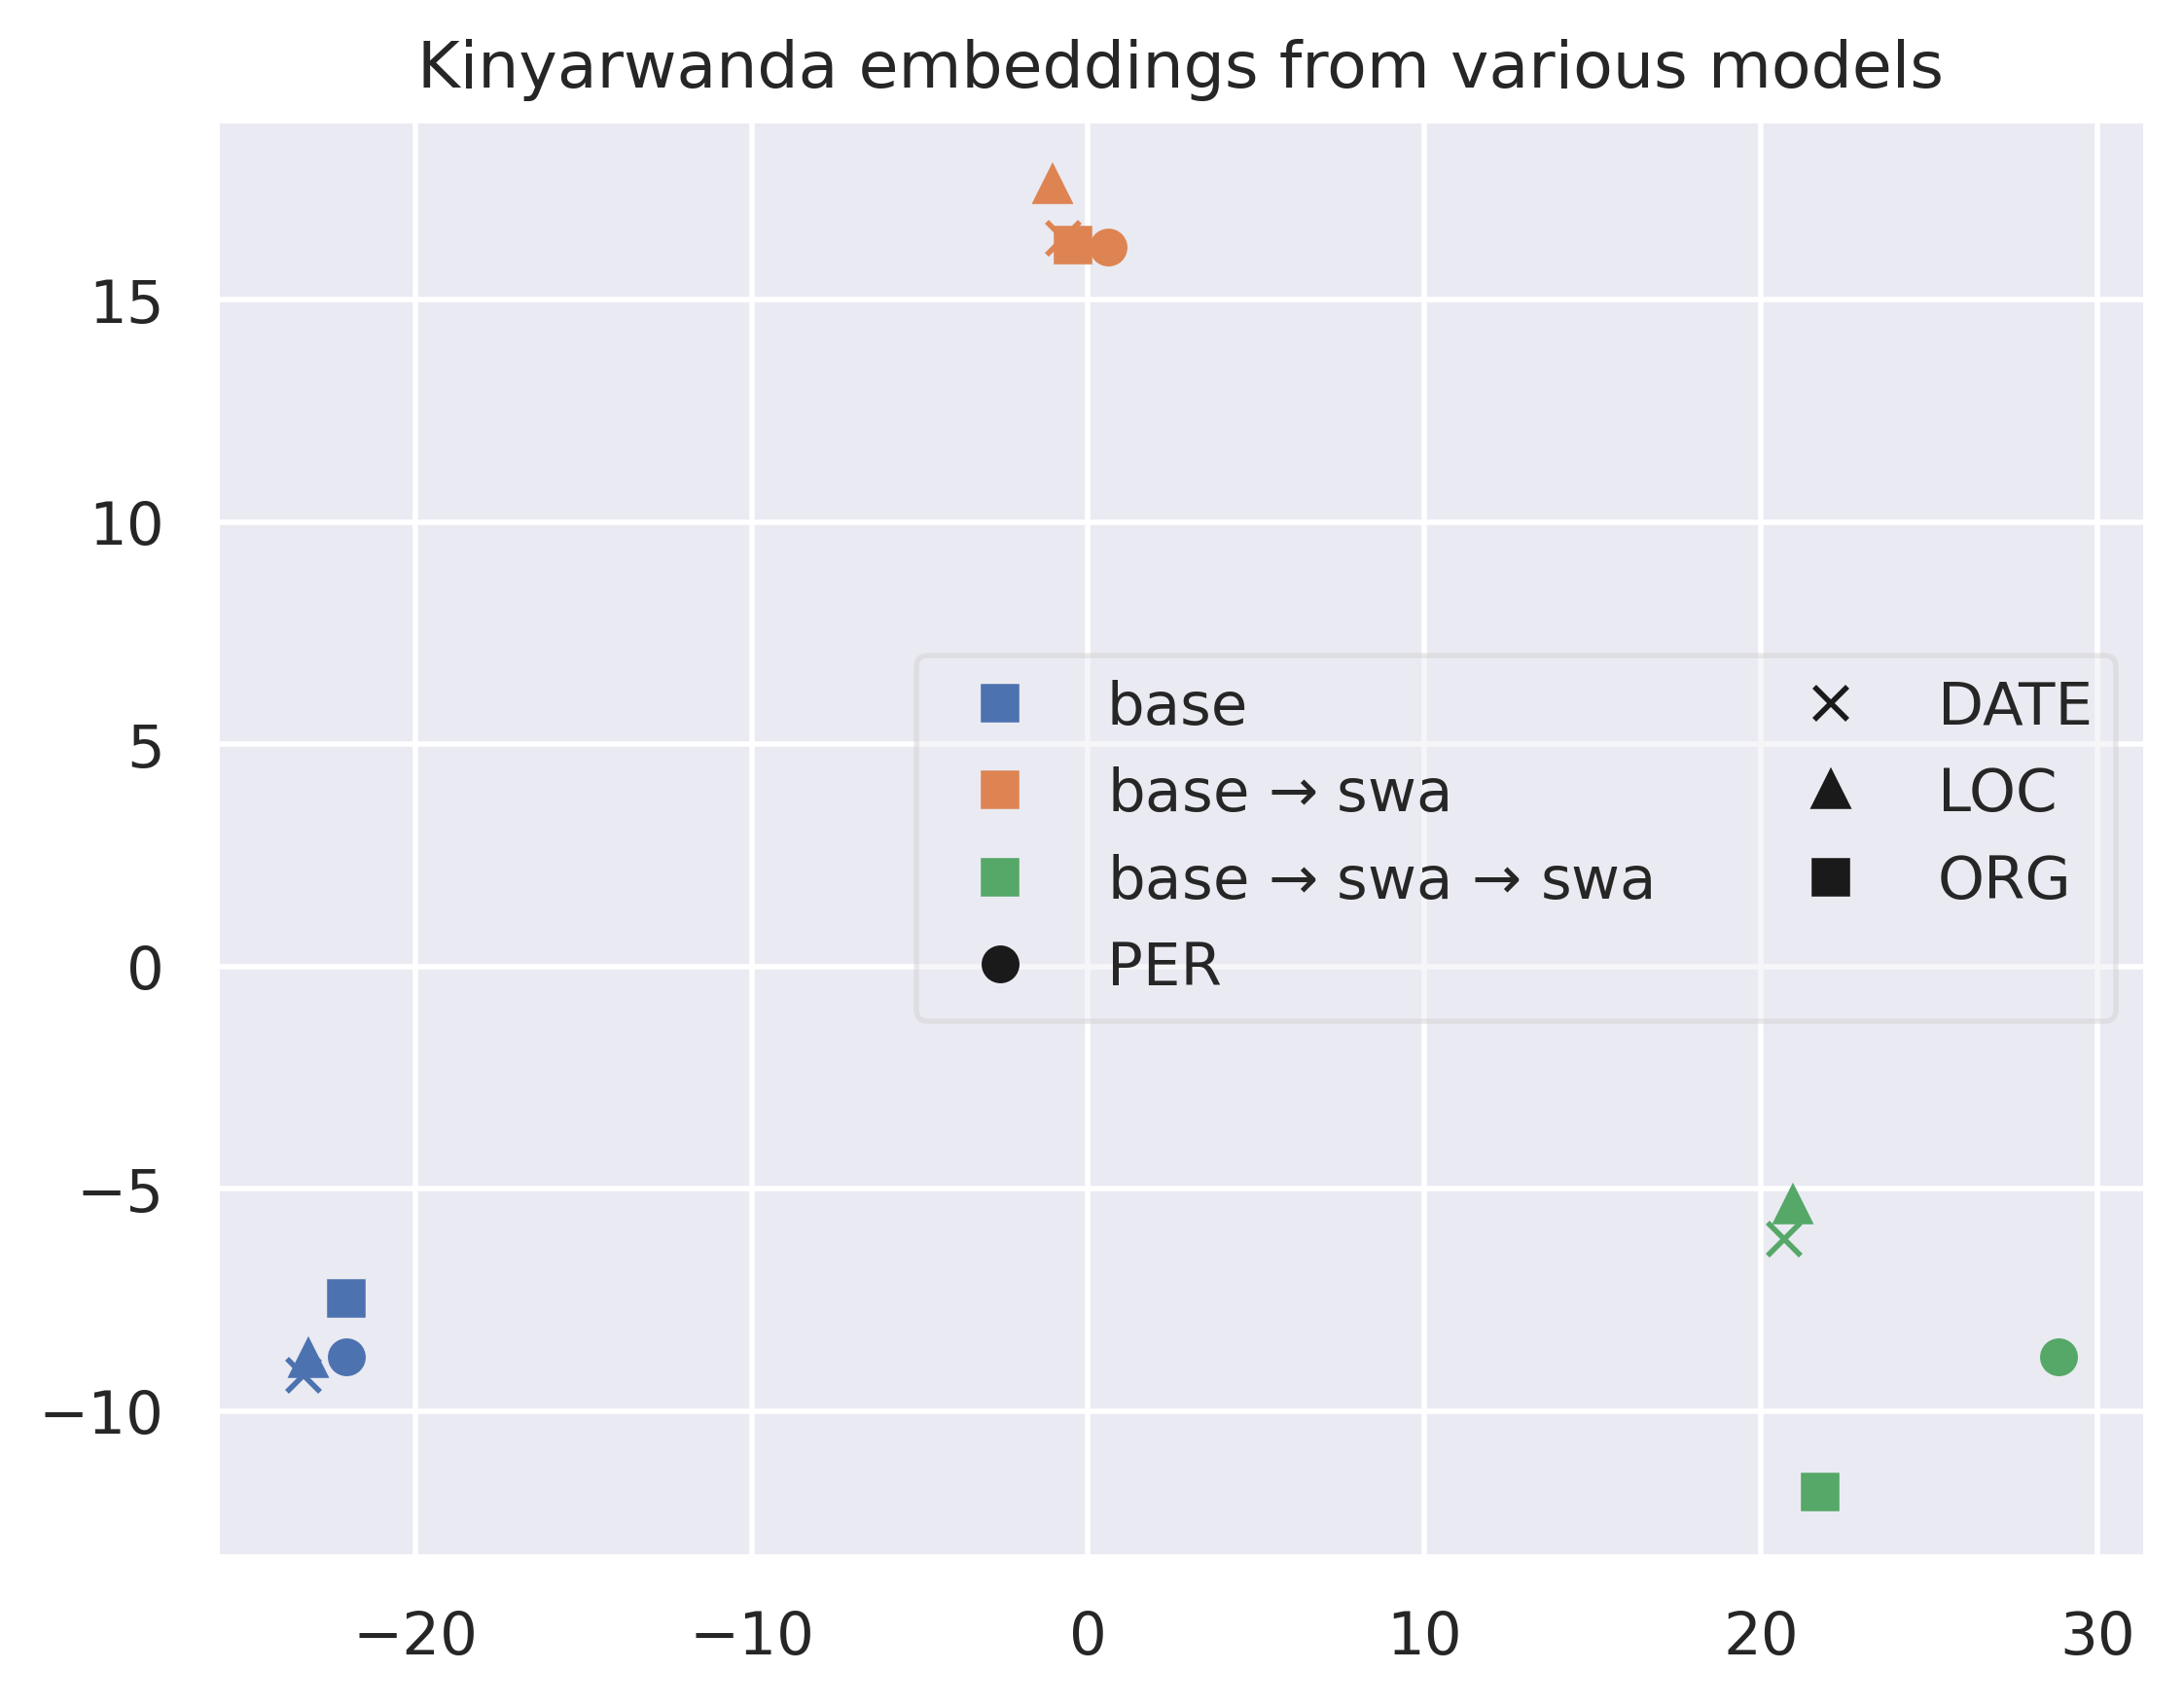 Kinyarwanda embeddings from various models
15
10
5
0
−5
−10
base
base → swa
base → swa → swa
PER
DATE
LOC
ORG
−20
−10
0
10
20
30